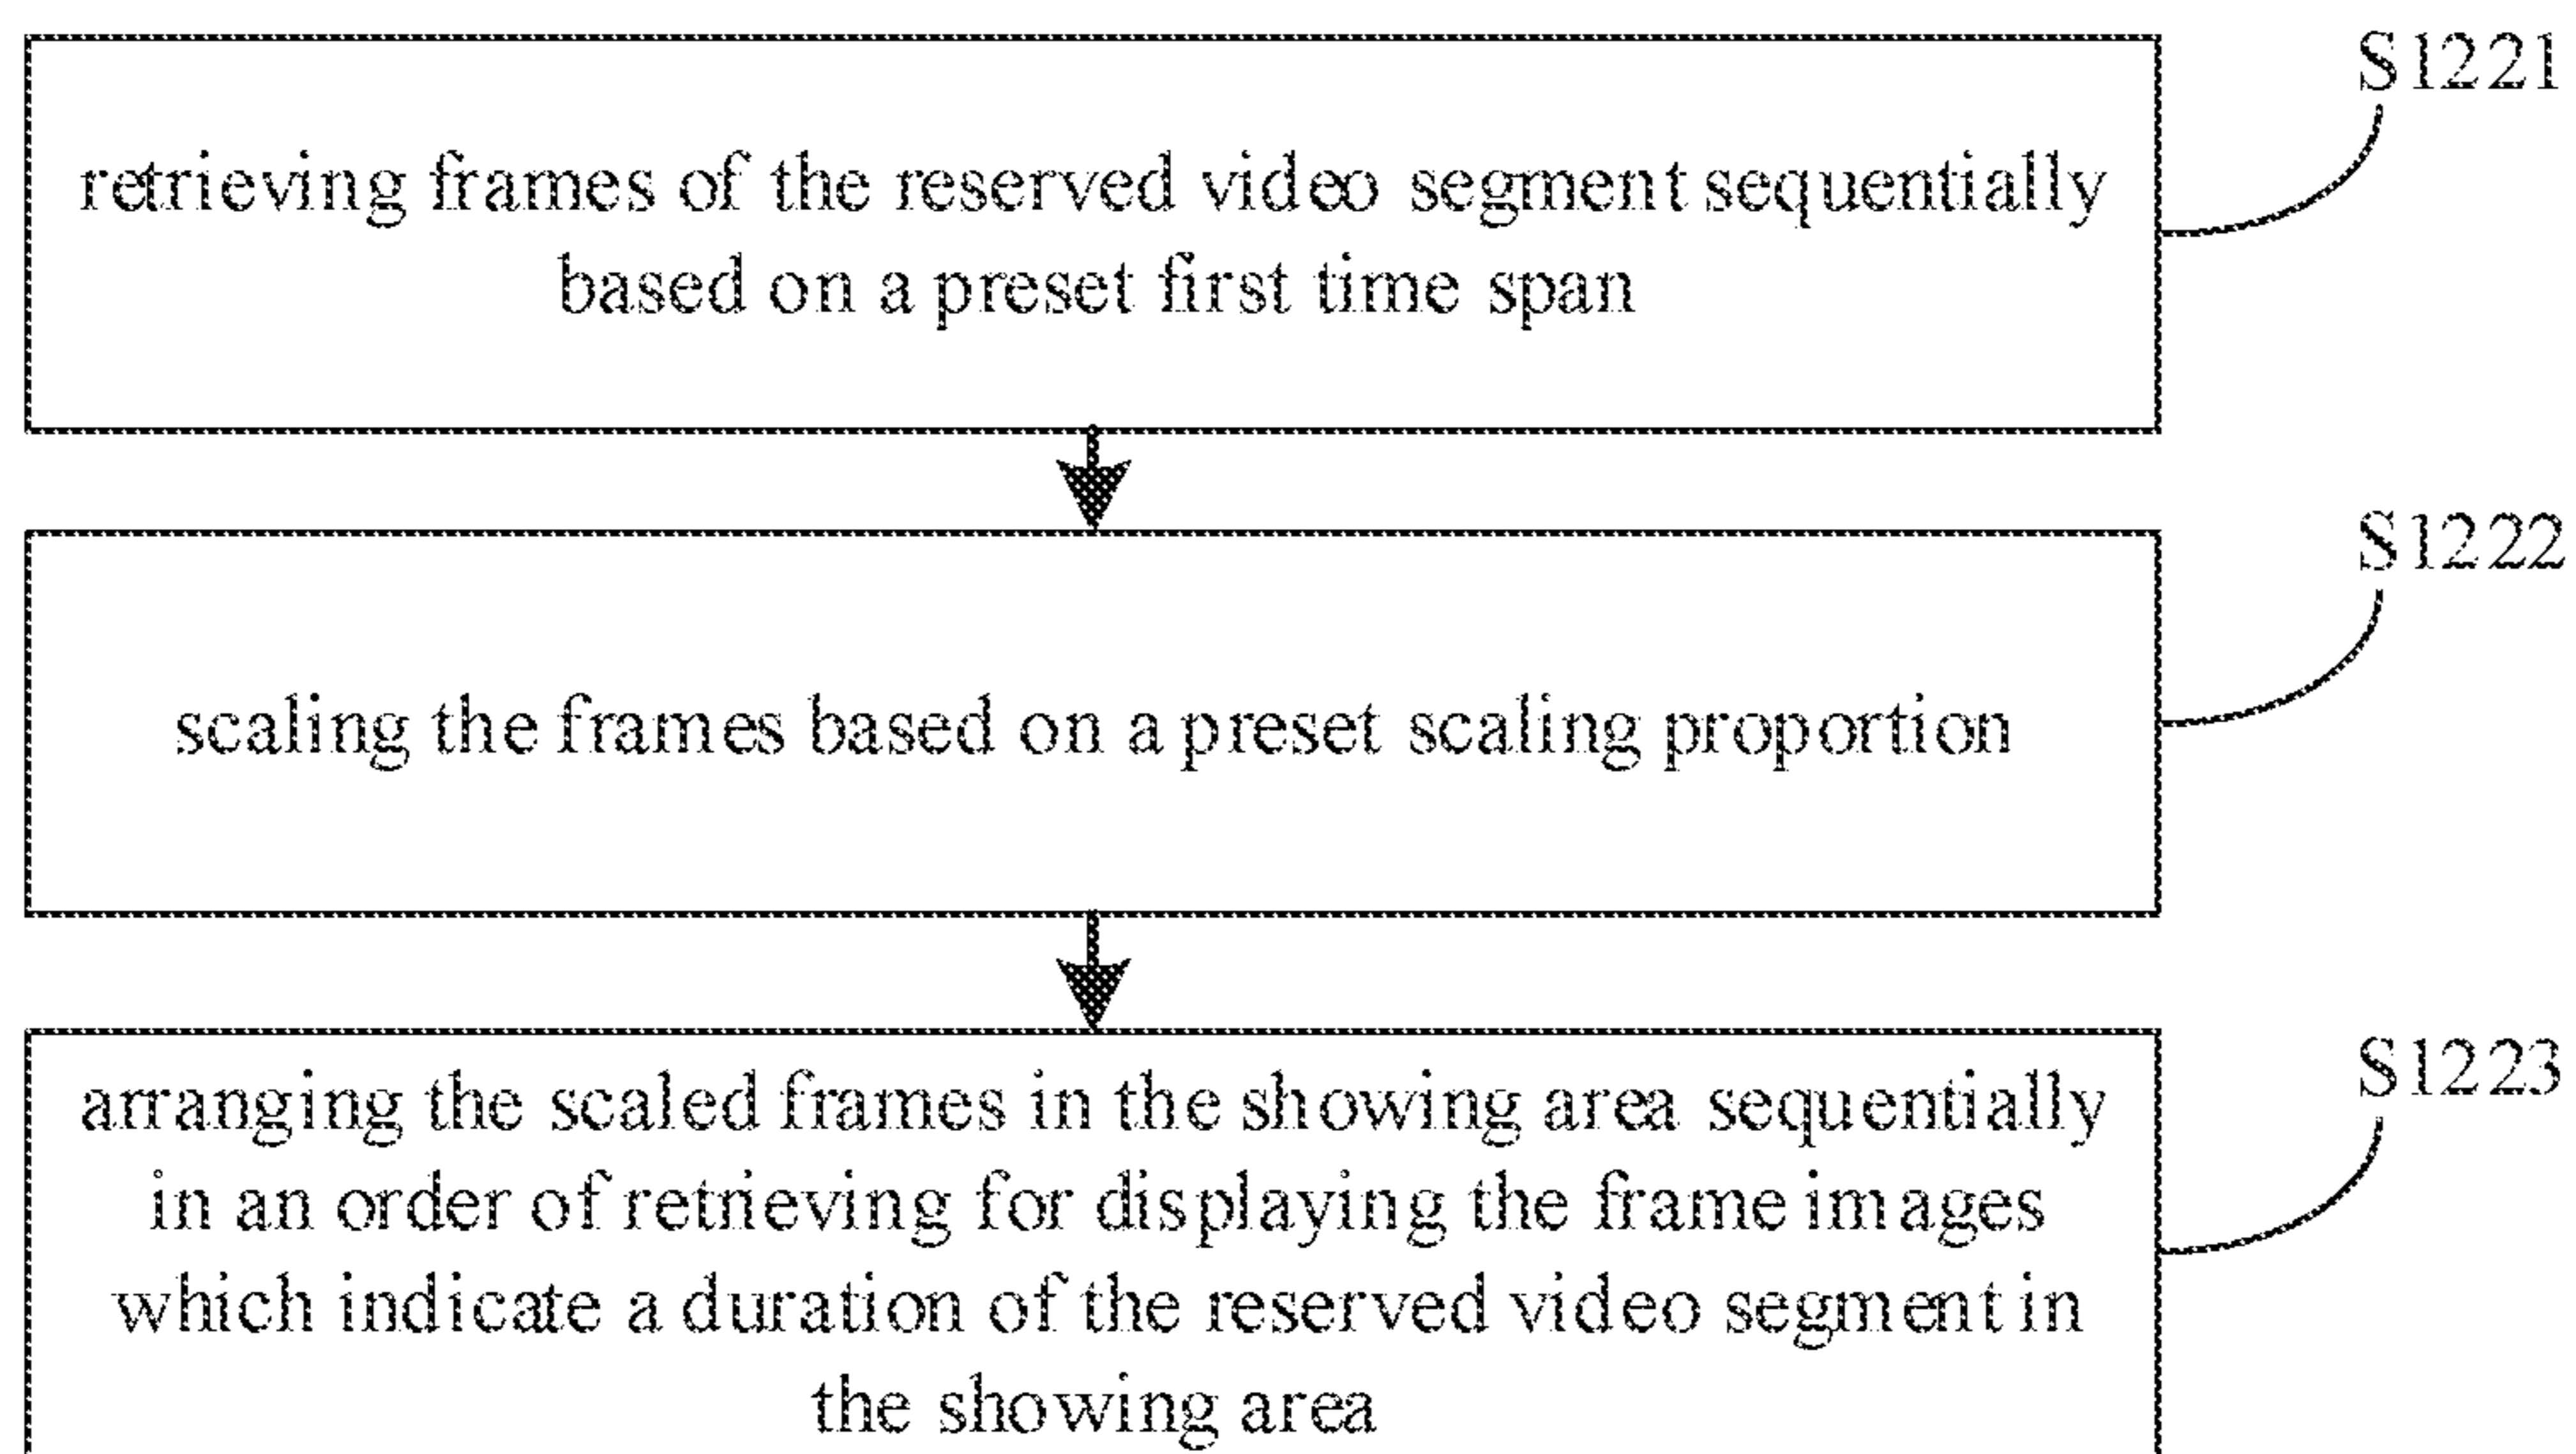 S1221
retrieving frames of the reserved video segment sequentially
based on a preset first time span
S1222
scaling the frames based on a preset scaling proportion
S1223
arranging the scaled frames in the showing area sequentially
in an order of retrieving for displaying the frame images
which indicate a duration of the reserved video segment in
the showing area